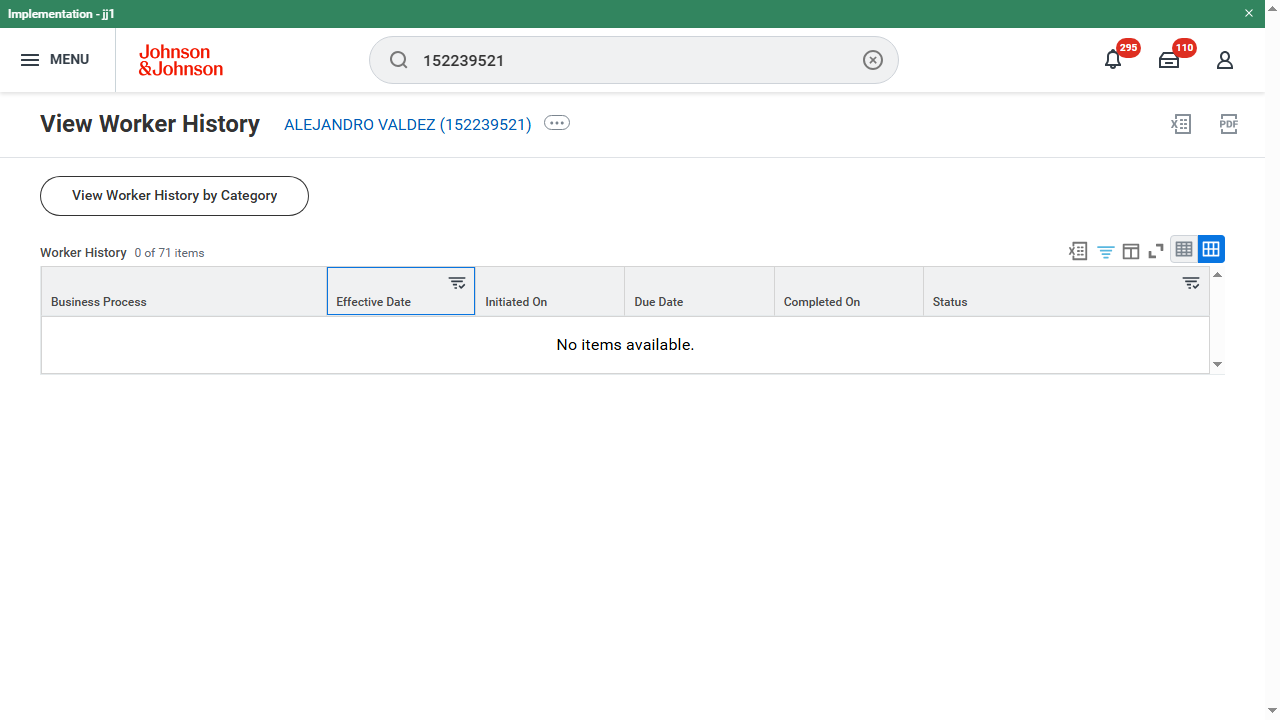 Implementation - jj1
MENU
Johnson
&Johnson
152239521
295
110
View Worker History
ALEJANDRO VALDEZ (152239521)
PDF
View Worker History by Category
Worker History 0 of 71 items
Business Process Effective Date Initiated On Due Date Completed On Status
No items available.